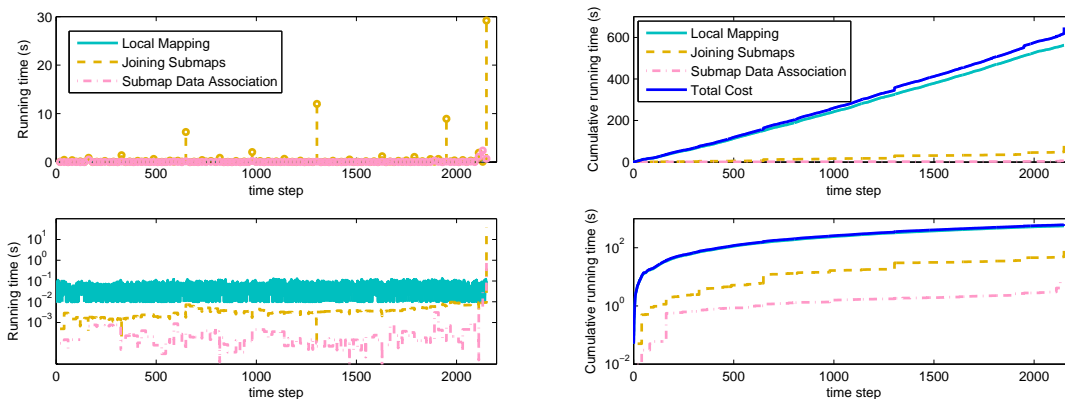 30
20
10
0
Running time (s)
Local Mapping
Joining Submaps
Submap Data Association
0 500 1000 1500 2000
time step
600
400
200
0
Cumulative running time (s)
Local Mapping
Joining Submaps
Submap Data Association
Total Cost
0 500 1000 1500 2000
time step
10^1
10^-1
10^-2
10^-3
Running time (s)
0 500 1000 1500 2000
time step
10^2
10^0
10^-2
Cumulative running time (s)
0 500 1000 1500 2000
time step